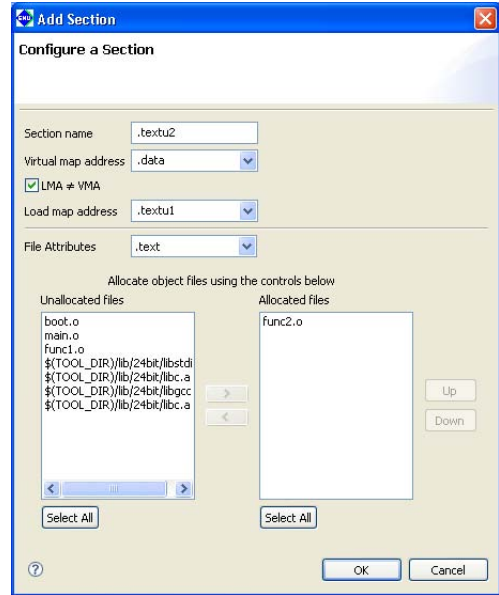 Add Section
Configure a Section
Section name .textu2
Virtual map address .data
LMA ≠ VMA
Load map address .textu1
File Attributes .text
Allocate object files using the controls below
Unallocated files Allocated files
boot.o func2.o
main.o
func1.o
$(TOOL_DIR)/lib/24bit/libstdi
$(TOOL_DIR)/lib/24bit/libc.a
$(TOOL_DIR)/lib/24bit/libgcc
$(TOOL_DIR)/lib/24bit/libc.a
> Up
< Down
Select All Select All
? OK Cancel